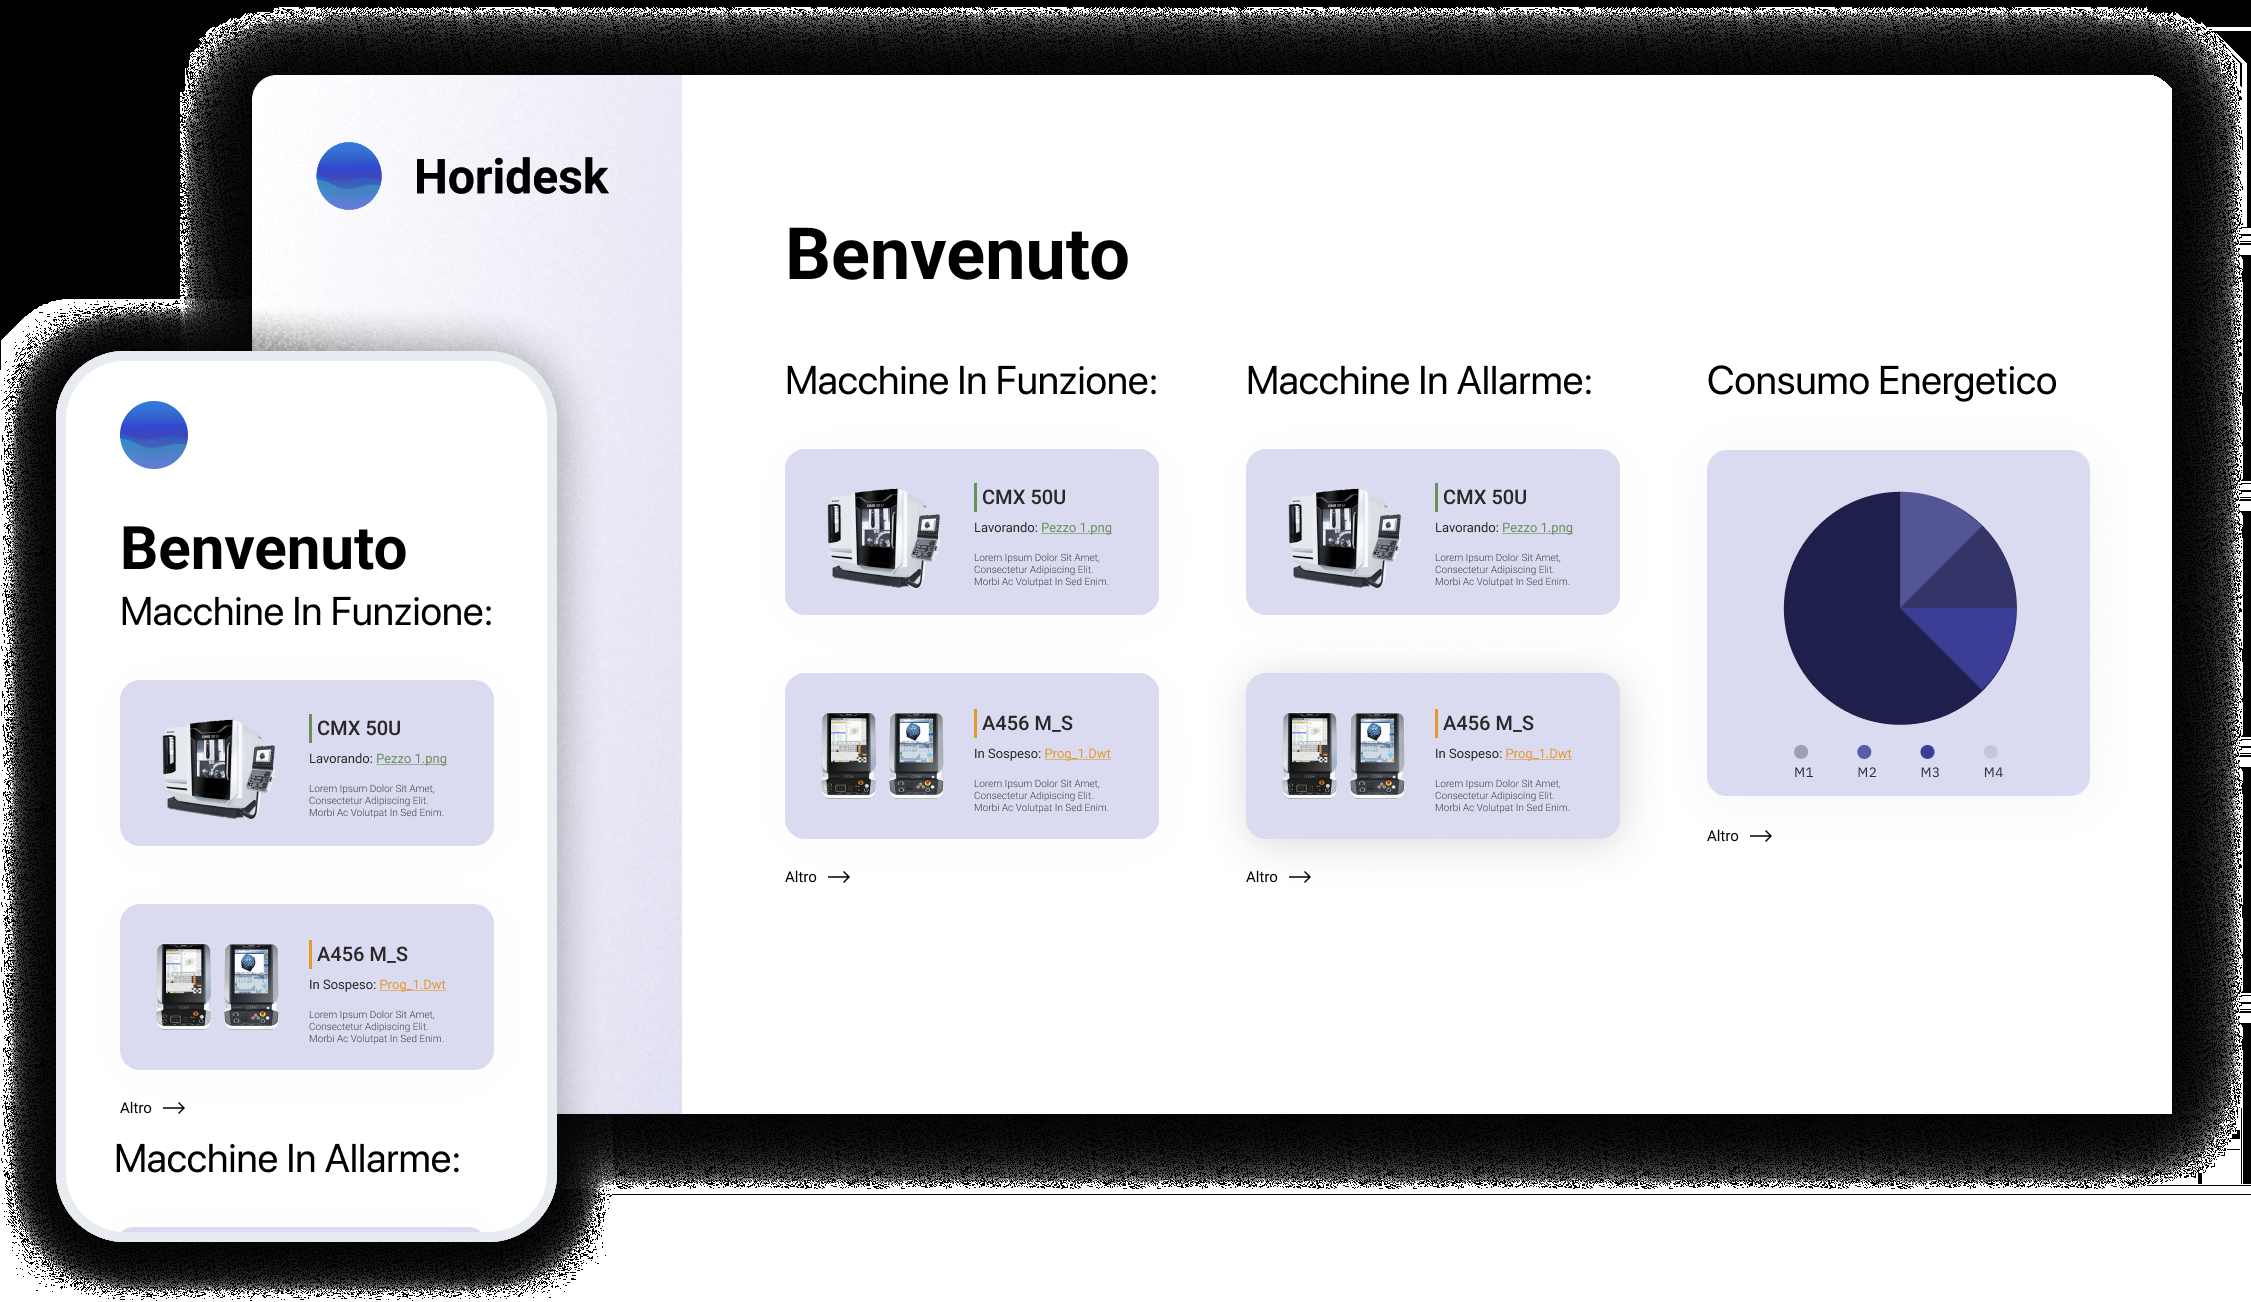 Horidesk
Benvenuto
Macchine In Funzione:
CMX 50U
Lavorando: Pezzo 1.png
Lorem Ipsum Dolor Sit Amet,
Consectetur Adipiscing Elit.
Morbi Ac Volutpat In Sed Enim.
A456 M_S
In Sospeso: Prog_1.Dwt
Lorem Ipsum Dolor Sit Amet,
Consectetur Adipiscing Elit.
Morbi Ac Volutpat In Sed Enim.
Altro
Macchine In Allarme:
CMX 50U
Lavorando: Pezzo 1.png
Lorem Ipsum Dolor Sit Amet,
Consectetur Adipiscing Elit.
Morbi Ac Volutpat In Sed Enim.
A456 M_S
In Sospeso: Prog_1.Dwt
Lorem Ipsum Dolor Sit Amet,
Consectetur Adipiscing Elit.
Morbi Ac Volutpat In Sed Enim.
Altro
Consumo Energetico
M1 M2 M3 M4
Altro
Benvenuto
Macchine In Funzione:
CMX 50U
Lavorando: Pezzo 1.png
Lorem Ipsum Dolor Sit Amet,
Consectetur Adipiscing Elit.
Morbi Ac Volutpat In Sed Enim.
A456 M_S
In Sospeso: Prog_1.Dwt
Lorem Ipsum Dolor Sit Amet,
Consectetur Adipiscing Elit.
Morbi Ac Volutpat In Sed Enim.
Altro
Macchine In Allarme: